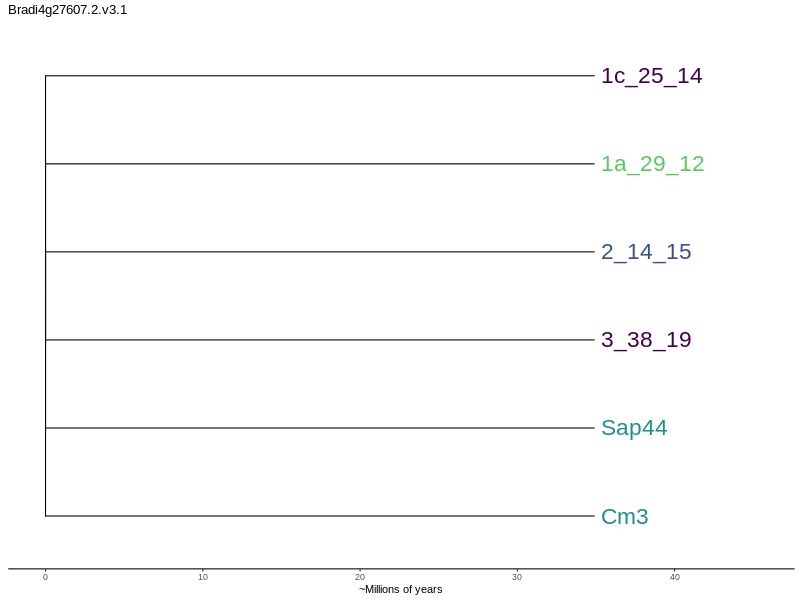 Bradi4g27607.2.v3.1
1c_25_14
1a_29_12
2_14_15
3_38_19
Sap44
Cm3
0 10 20 30 40
~Millions of years